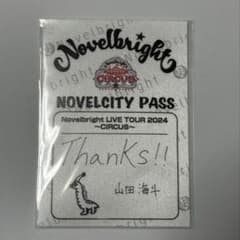 Novelbright
CIRCUS
NOVELCITY PASS
Novelbright LIVE TOUR 2024
～CIRCUS～
Thanks!!
山田海斗